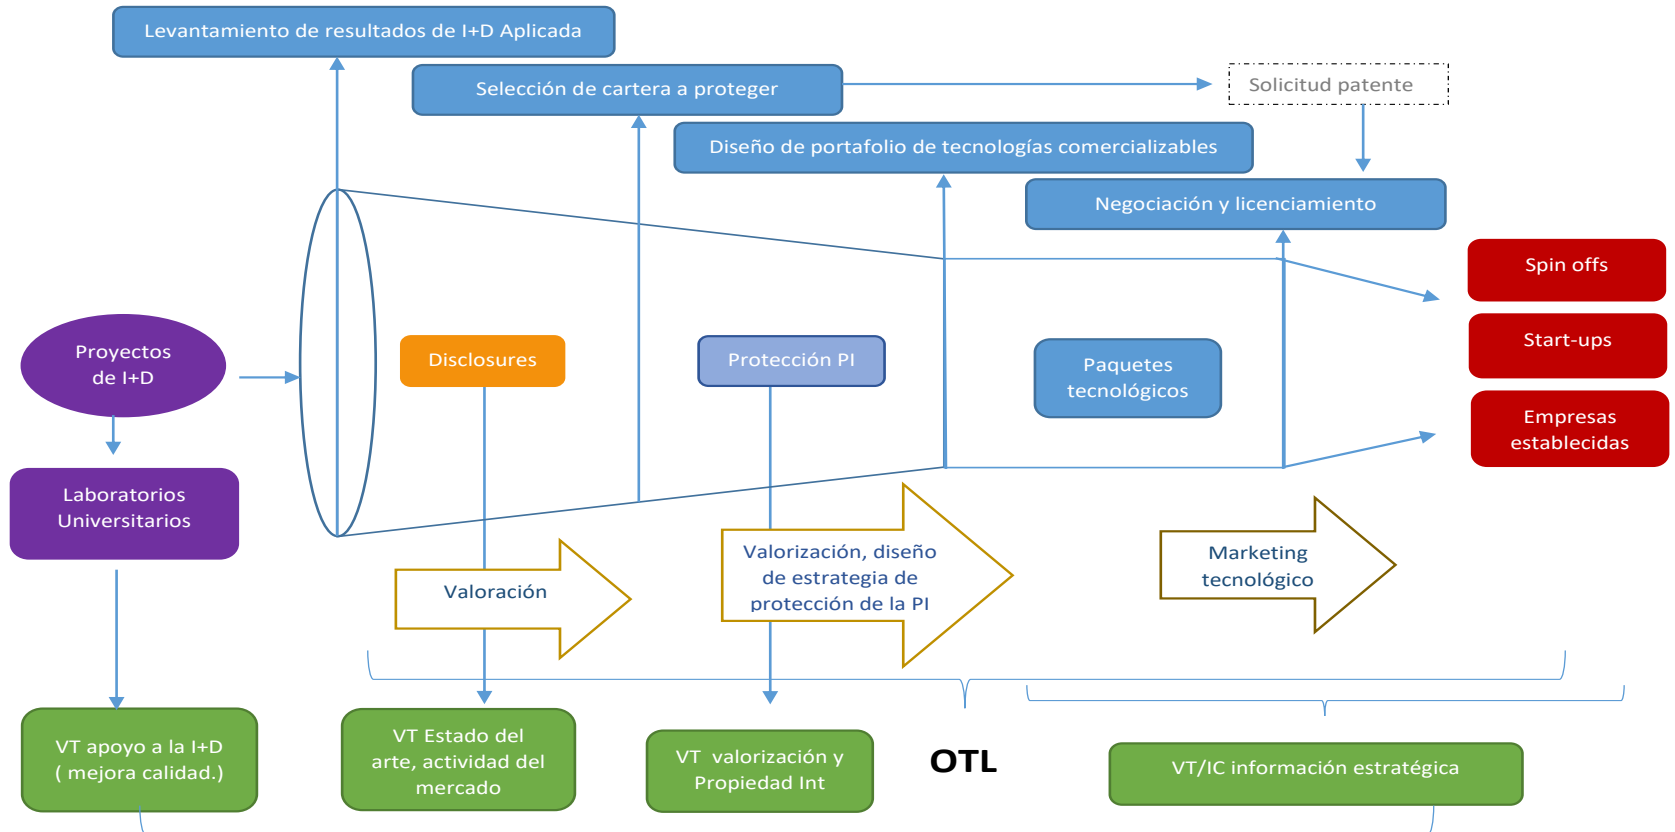 Levantamiento de resultados de I+D Aplicada
Selección de cartera a proteger
Solicitud patente
Diseño de portafolio de tecnologías comercializables
Negociación y licenciamiento
Spin offs
Start-ups
Empresas
establecidas
Proyectos
de I+D
Disclosures
Protección PI
Paquetes
tecnológicos
Laboratorios
Universitarios
Valoración
Valorización, diseño
de estrategia de
protección de la PI
Marketing
tecnológico
VT apoyo a la I+D
( mejora calidad.)
VT Estado del
arte, actividad del
mercado
VT  valorización y
Propiedad Int
OTL
VT/IC información estratégica